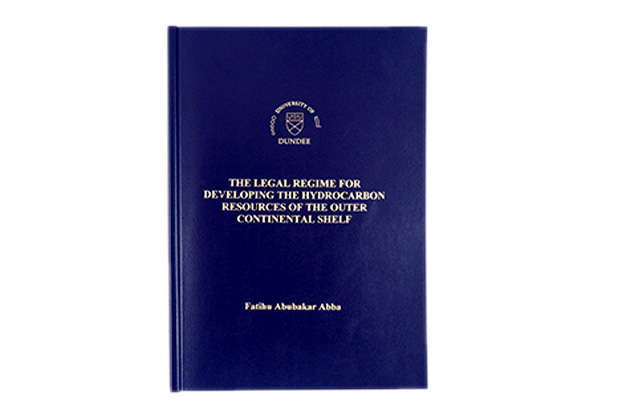 UNIVERSITY OF
DUNDEE
THE LEGAL REGIME FOR
DEVELOPING THE HYDROCARBON
RESOURCES OF THE OUTER
CONTINENTAL SHELF
Fatihu Abubakar Abba